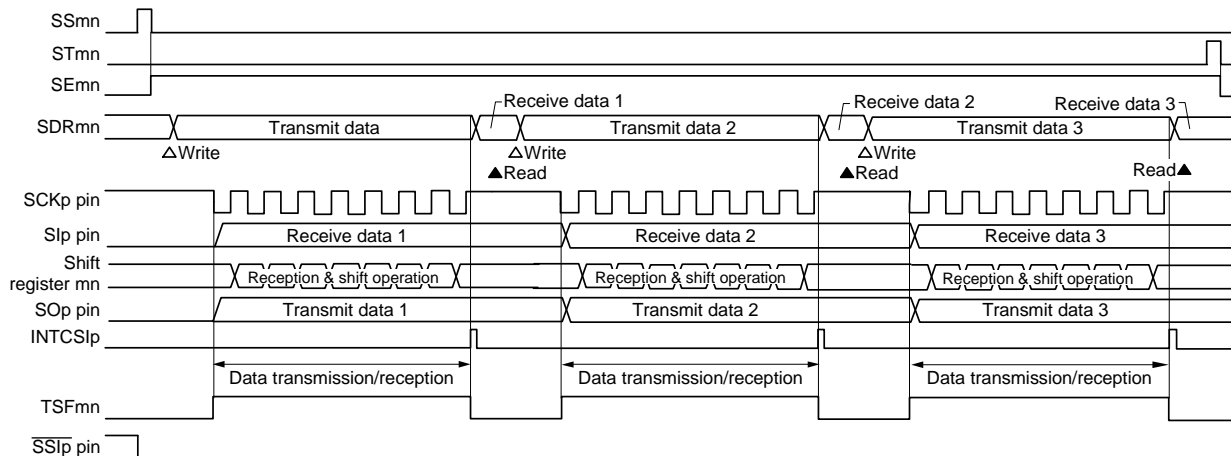 SSmn
STmn
SEmn
Receive data 1
Receive data 2
Receive data 3
SDRmn
Transmit data
Transmit data 2
Transmit data 3
△Write
△Write
△Write
▲Read
▲Read
Read▲
SCKp pin
SIp pin
Receive data 1
Receive data 2
Receive data 3
Shift
register mn
Reception & shift operation
Reception & shift operation
Reception & shift operation
SOp pin
Transmit data 1
Transmit data 2
Transmit data 3
INTCSIp
Data transmission/reception
Data transmission/reception
Data transmission/reception
TSFmn
SSIp pin